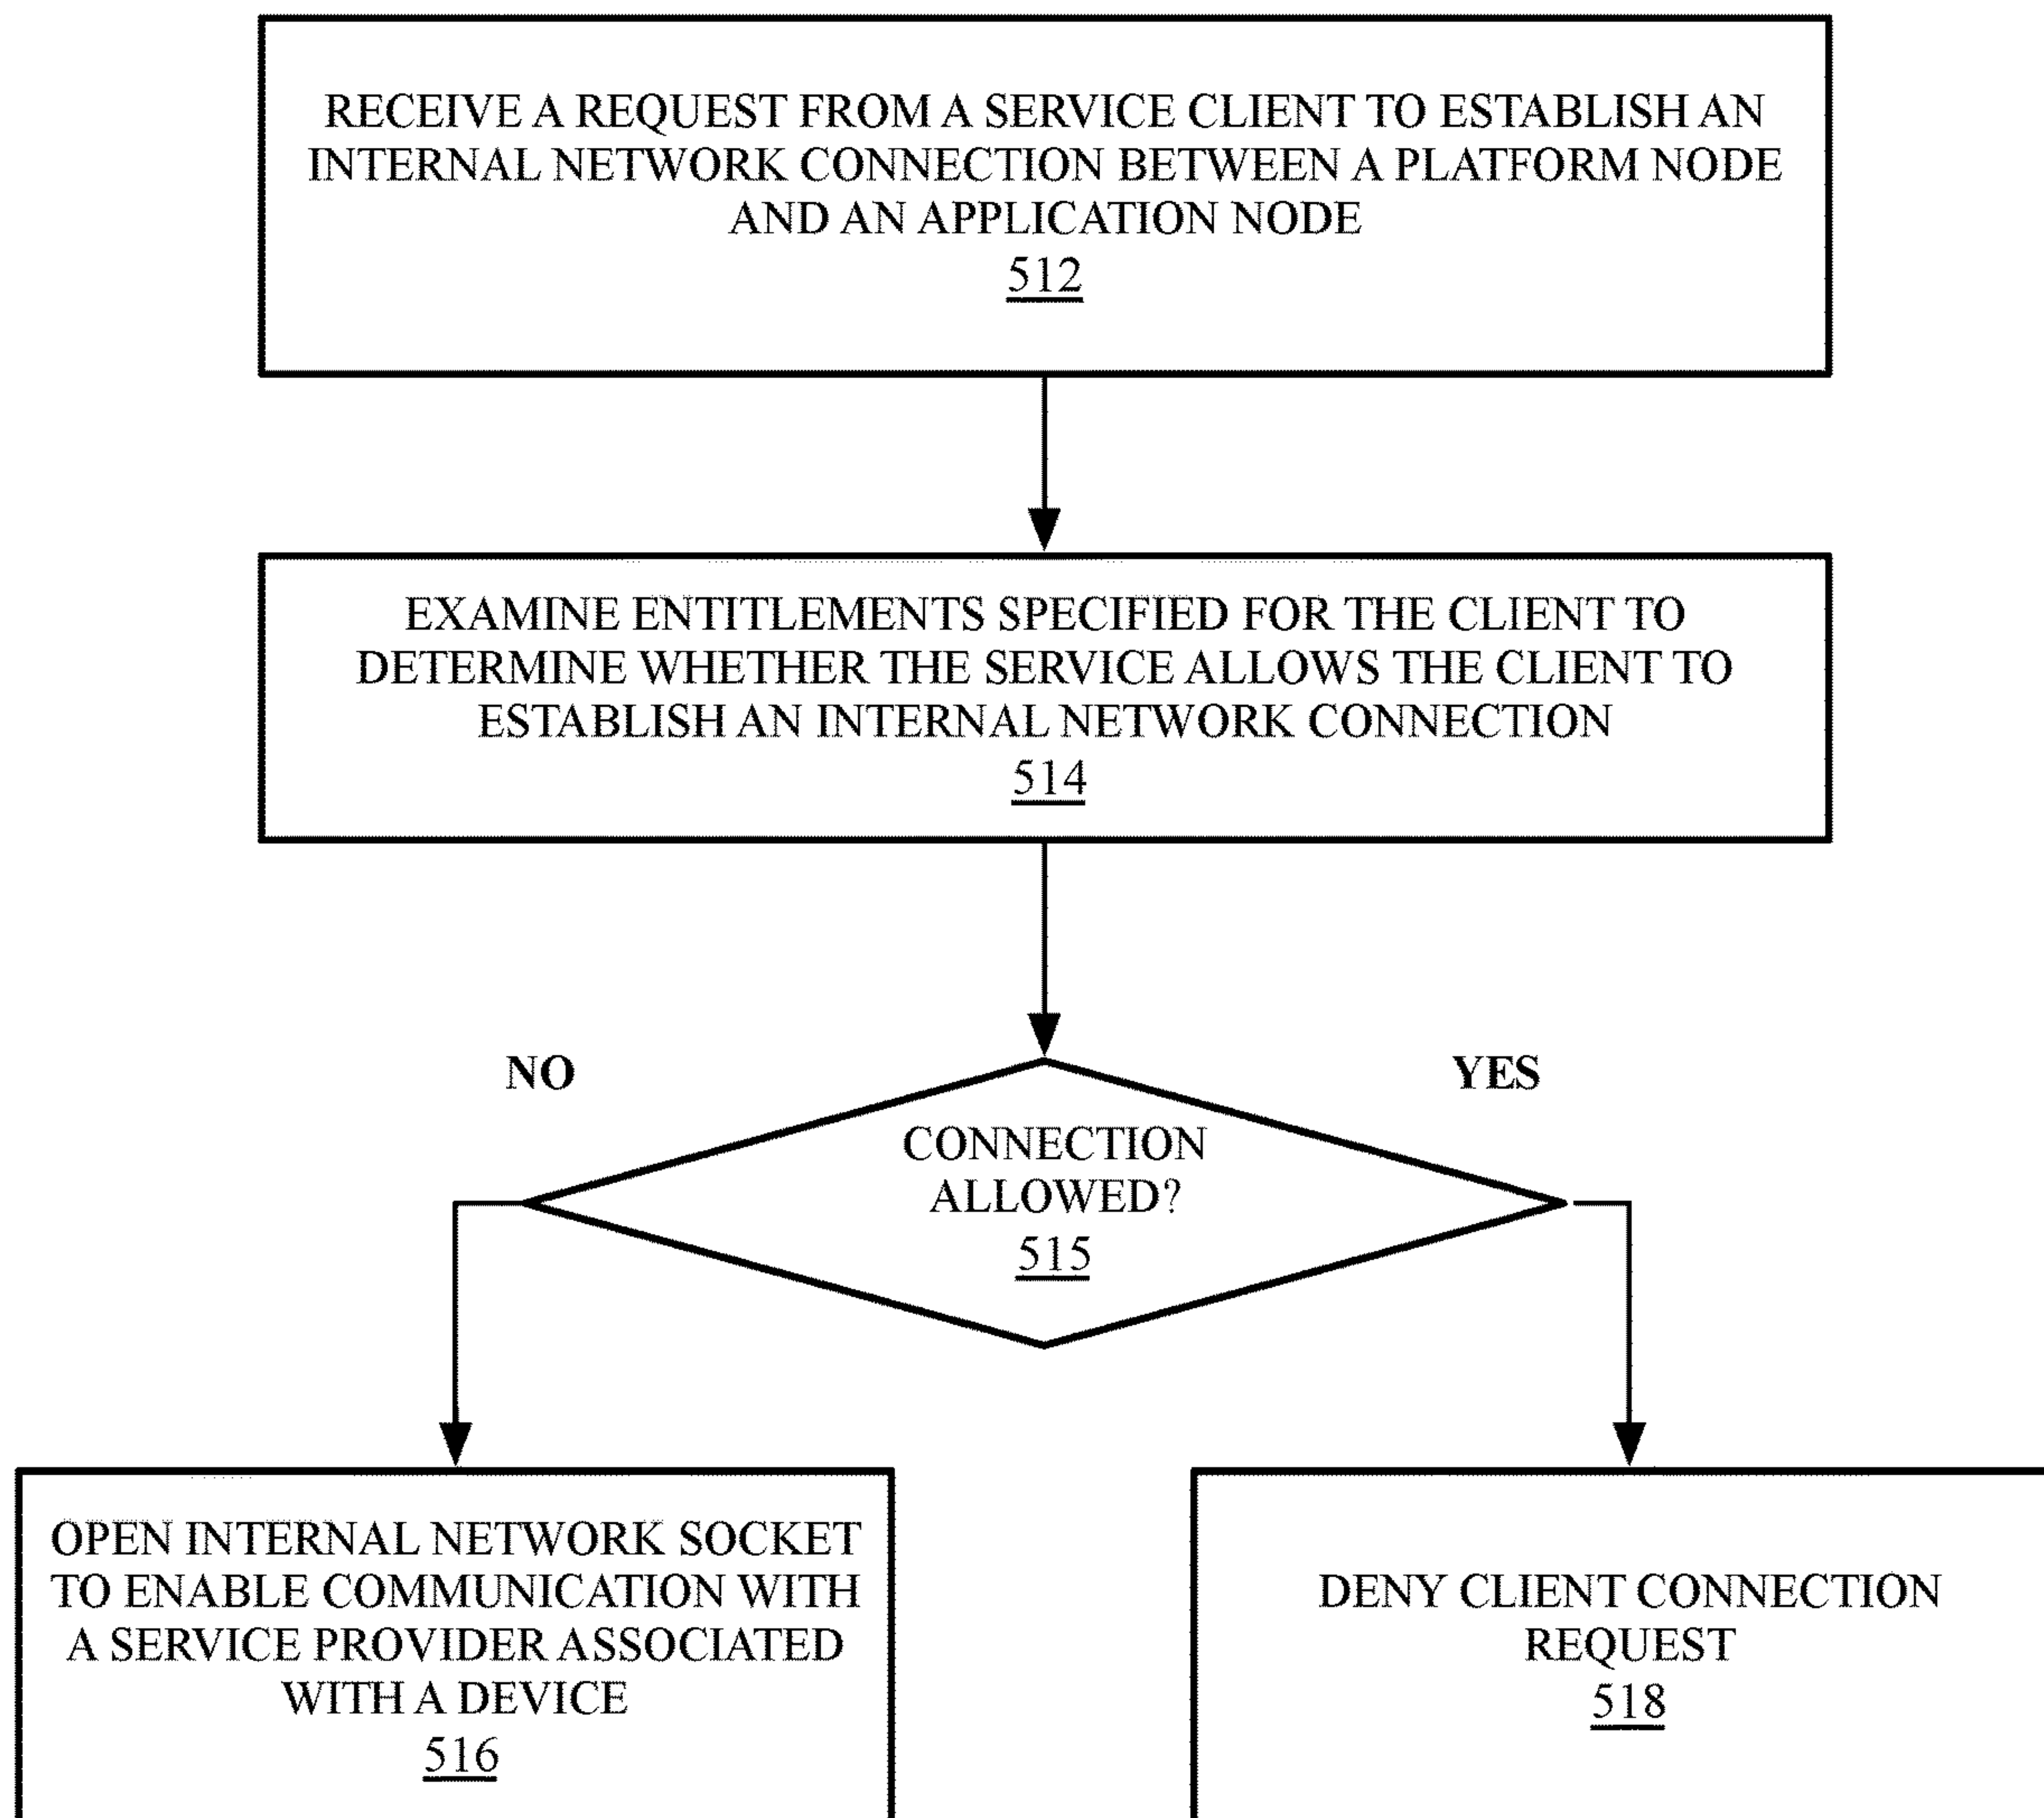 RECEIVE A REQUEST FROM A SERVICE CLIENT TO ESTABLISH AN
INTERNAL NETWORK CONNECTION BETWEEN A PLATFORM NODE
AND AN APPLICATION NODE
512
EXAMINE ENTITLEMENTS SPECIFIED FOR THE CLIENT TO
DETERMINE WHETHER THE SERVICE ALLOWS THE CLIENT TO
ESTABLISH AN INTERNAL NETWORK CONNECTION
514
NO
YES
CONNECTION
ALLOWED?
515
OPEN INTERNAL NETWORK SOCKET
TO ENABLE COMMUNICATION WITH
A SERVICE PROVIDER ASSOCIATED
WITH A DEVICE
516
DENY CLIENT CONNECTION
REQUEST
518